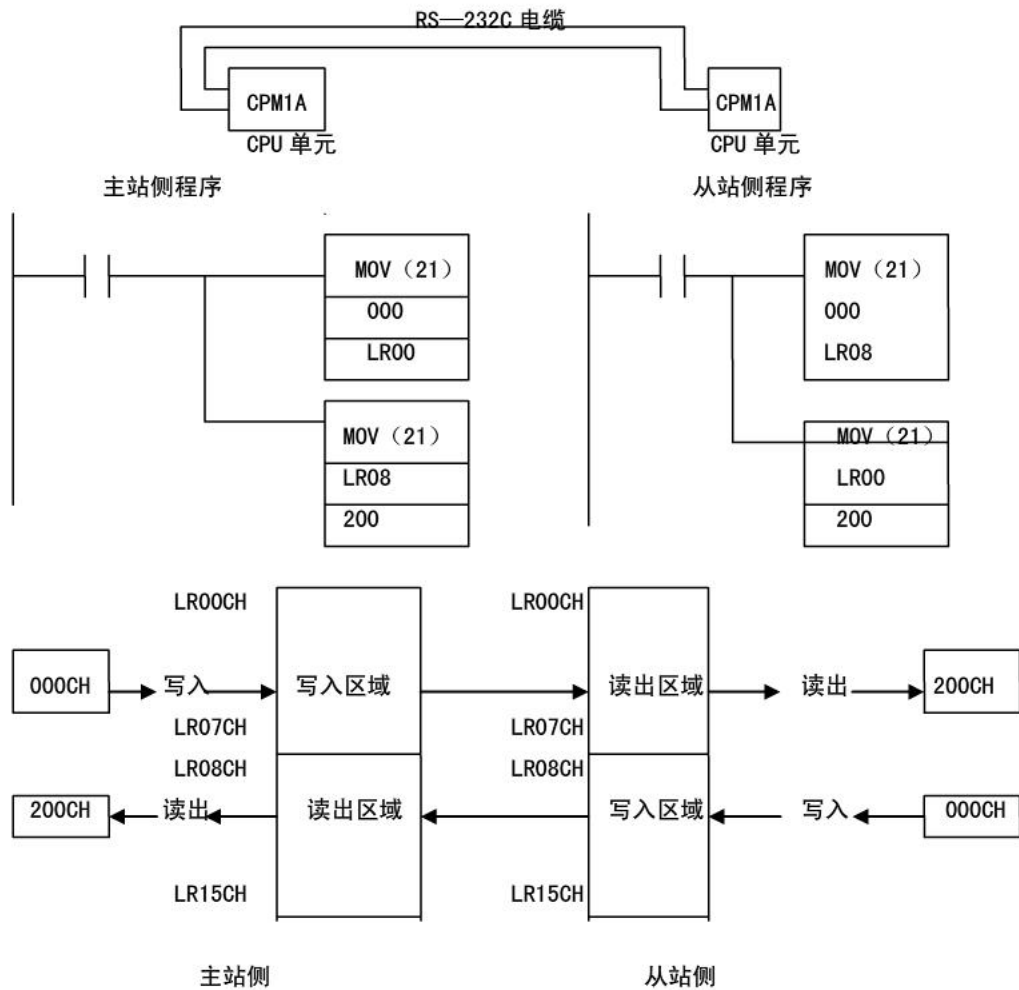 RS—232C 电缆
CPM1A CPM1A
CPU 单元 CPU 单元
主站侧程序 从站侧程序
MOV（21）
000
LR00
MOV（21）
LR08
200
MOV（21）
000
LR08
MOV（21）
LR00
200
LR00CH LR00CH
000CH 写入 写入区域 读出区域 读出 200CH
LR07CH LR07CH
LR08CH LR08CH
200CH 读出 读出区域 写入区域 写入 000CH
LR15CH LR15CH
主站侧 从站侧